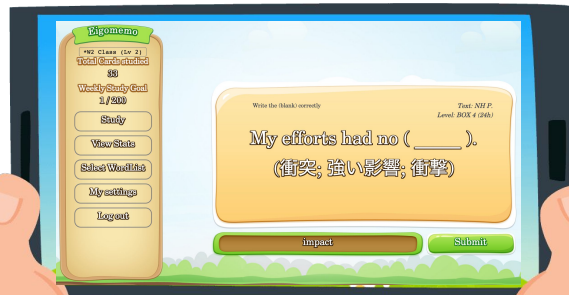 Elgomemo
*W2 Class (Lv 2)
Total Cards studied
33
Weekly Study Goal
1 / 200
Study
View Stats
Select WordList
My settings
Log out
Write the (blank) correctly
Text: NH P.
Level: BOX 4 (24h)
My efforts had no ( _____ ).
(衝突; 強い影響; 衝撃)
impact
Submit